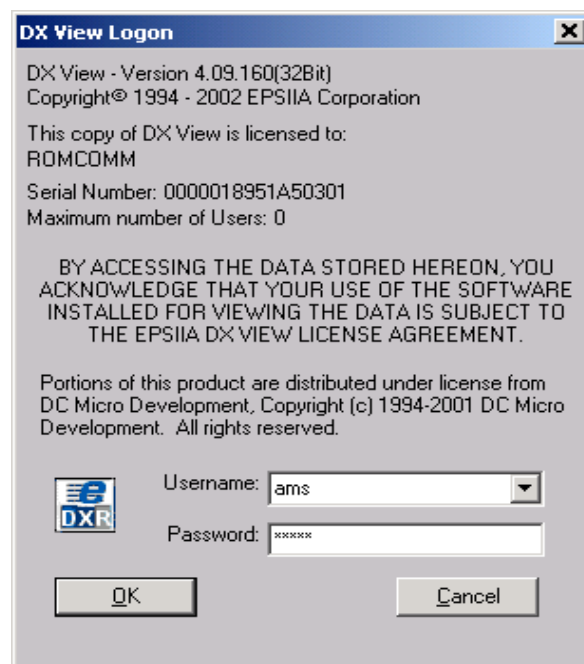 DX View Logon
DX View - Version 4.09.160(32Bit)
Copyright© 1994 - 2002 EPSIIA Corporation
This copy of DX View is licensed to:
ROMCOMM
Serial Number: 0000018951A50301
Maximum number of Users: 0
BY ACCESSING THE DATA STORED HEREON, YOU
ACKNOWLEDGE THAT YOUR USE OF THE SOFTWARE
INSTALLED FOR VIEWING THE DATA IS SUBJECT TO
THE EPSIIA DX VIEW LICENSE AGREEMENT.
Portions of this product are distributed under license from
DC Micro Development, Copyright (c) 1994-2001 DC Micro
Development. All rights reserved.
e
DXR
Username: ams
Password: *****
OK Cancel